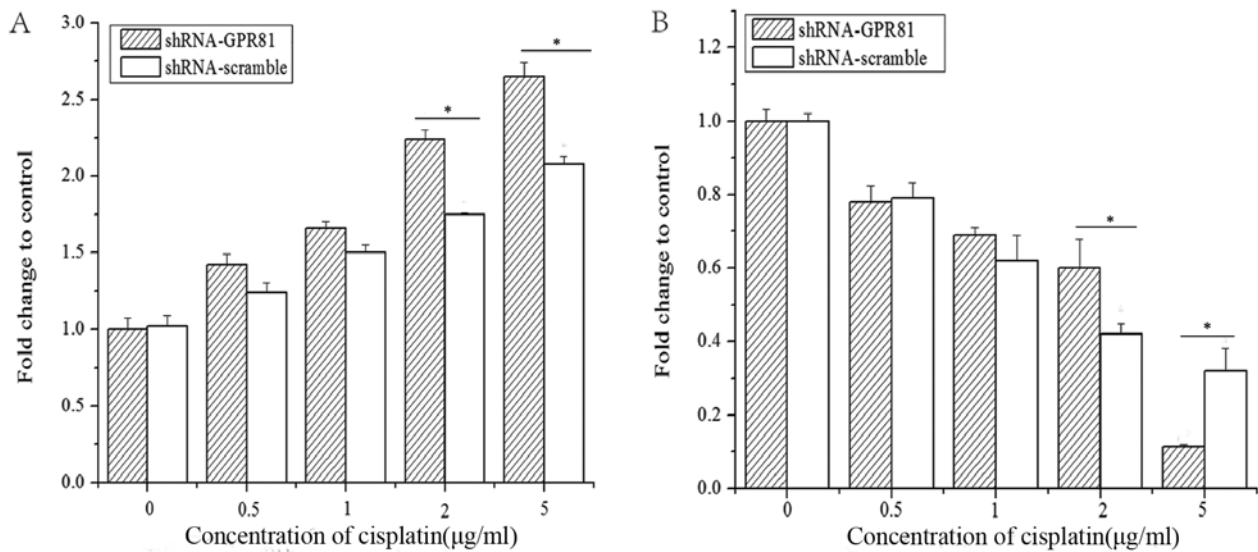 A
shRNA-GPR81
shRNA-scramble
Fold change to control
3.0
2.5
2.0
1.5
1.0
0.5
0.0
*
*
0 0.5 1 2 5
Concentration of cisplatin(μg/ml)
B
shRNA-GPR81
shRNA-scramble
Fold change to control
1.2
1.0
0.8
0.6
0.4
0.2
0.0
*
*
0 0.5 1 2 5
Concentration of cisplatin(μg/ml)